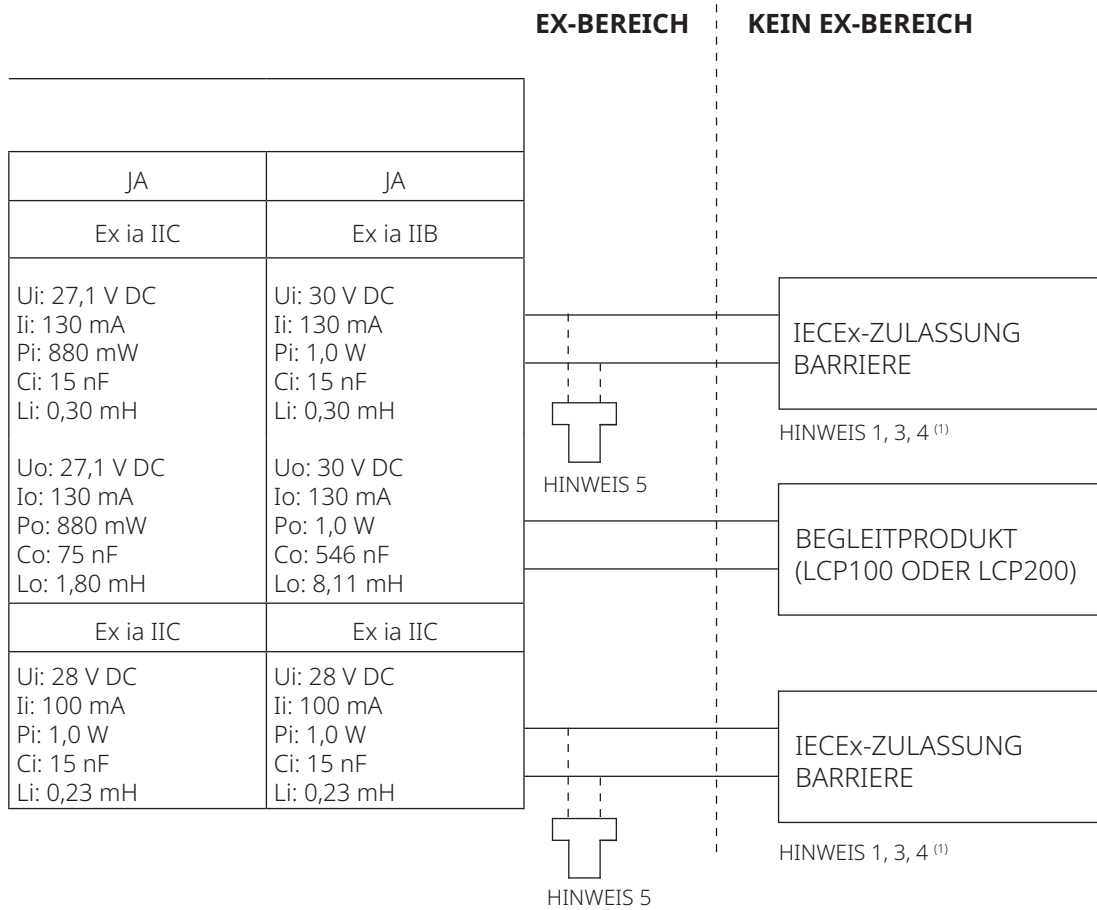 EX-BEREICH
KEIN EX-BEREICH
JA
JA
Ex ia IIC
Ex ia IIB
Ui: 27,1 V DC
Ii: 130 mA
Pi: 880 mW
Ci: 15 nF
Li: 0,30 mH
Uo: 27,1 V DC
Io: 130 mA
Po: 880 mW
Co: 75 nF
Lo: 1,80 mH
Ui: 30 V DC
Ii: 130 mA
Pi: 1,0 W
Ci: 15 nF
Li: 0,30 mH
Uo: 30 V DC
Io: 130 mA
Po: 1,0 W
Co: 546 nF
Lo: 8,11 mH
Ex ia IIC
Ex ia IIC
Ui: 28 V DC
Ii: 100 mA
Pi: 1,0 W
Ci: 15 nF
Li: 0,23 mH
Ui: 28 V DC
Ii: 100 mA
Pi: 1,0 W
Ci: 15 nF
Li: 0,23 mH
HINWEIS 5
HINWEIS 5
IECEx-ZULASSUNG
BARRIERE
HINWEIS 1, 3, 4 (1)
BEGLEITPRODUKT
(LCP100 ODER LCP200)
IECEx-ZULASSUNG
BARRIERE
HINWEIS 1, 3, 4 (1)